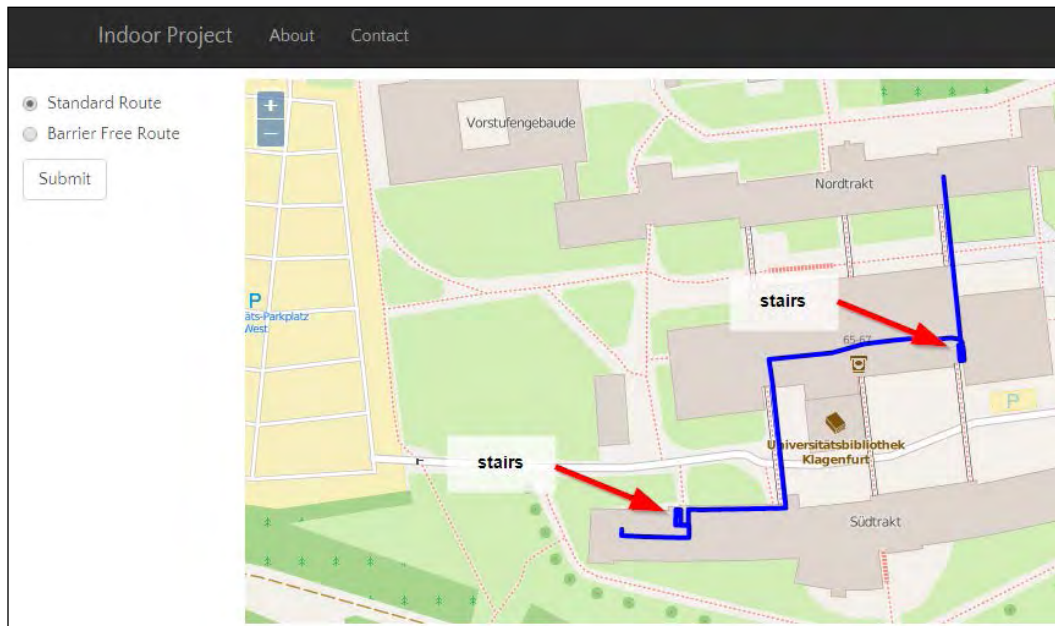 Indoor Project About Contact
Standard Route
Barrier Free Route
Submit
+
−
Vorstufengebaude
Nordtrakt
stairs
P
äts-Parkplatz
West
65-67
P
Universitätsbibliothek
Klagenfurt
stairs
Südtrakt